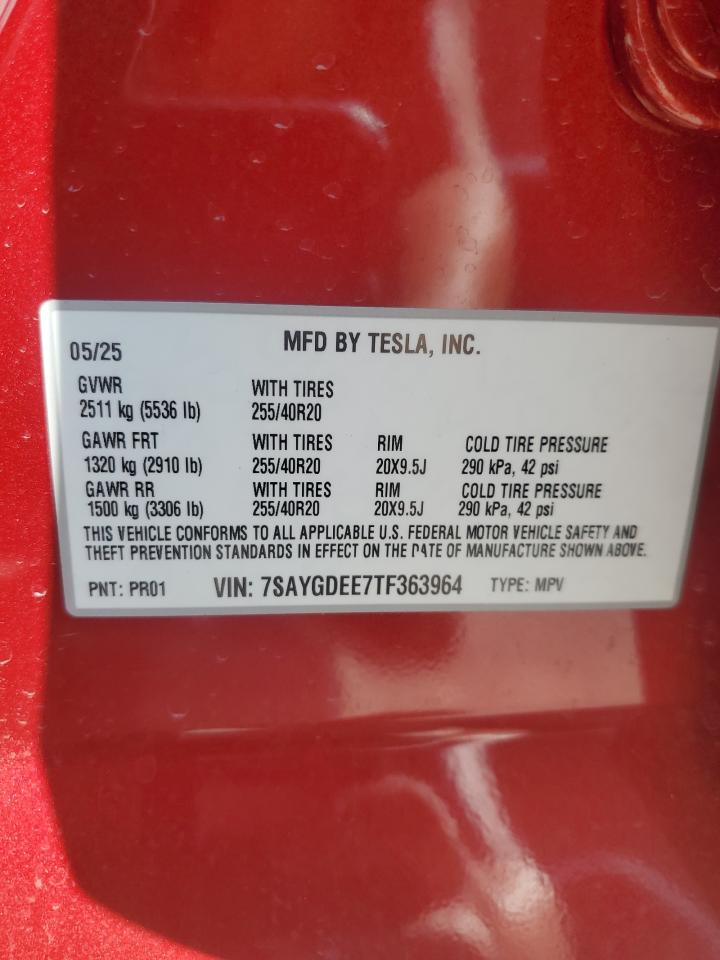 05/25 MFD BY TESLA, INC.
GVWR WITH TIRES
2511 kg (5536 lb) 255/40R20
GAWR FRT WITH TIRES RIM COLD TIRE PRESSURE
1320 kg (2910 lb) 255/40R20 20X9.5J 290 kPa, 42 psi
GAWR RR WITH TIRES RIM COLD TIRE PRESSURE
1500 kg (3306 lb) 255/40R20 20X9.5J 290 kPa, 42 psi
THIS VEHICLE CONFORMS TO ALL APPLICABLE U.S. FEDERAL MOTOR VEHICLE SAFETY AND
THEFT PREVENTION STANDARDS IN EFFECT ON THE DATE OF MANUFACTURE SHOWN ABOVE.
PNT: PR01 VIN: 7SAYGDEE7TF363964 TYPE: MPV